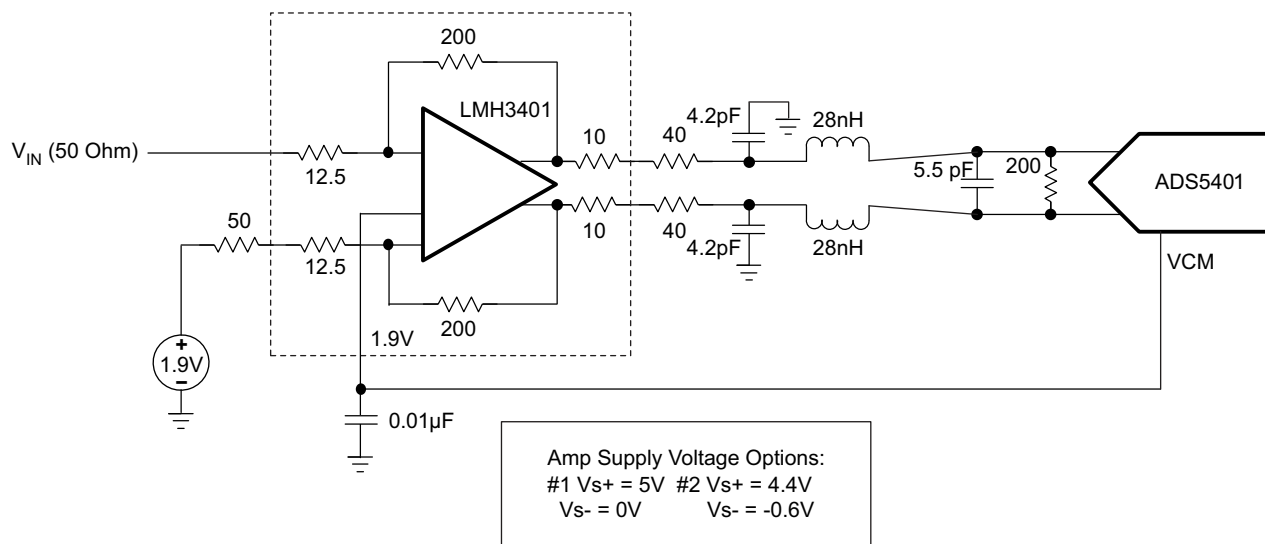 200
LMH3401
4.2pF
28nH
10
40
V_IN (50 Ohm)
12.5
5.5 pF
200
ADS5401
50
12.5
10
40
4.2pF
28nH
VCM
200
1.9V
+
1.9V
−
0.01µF
Amp Supply Voltage Options:
#1 Vs+ = 5V #2 Vs+ = 4.4V
Vs- = 0V Vs- = -0.6V